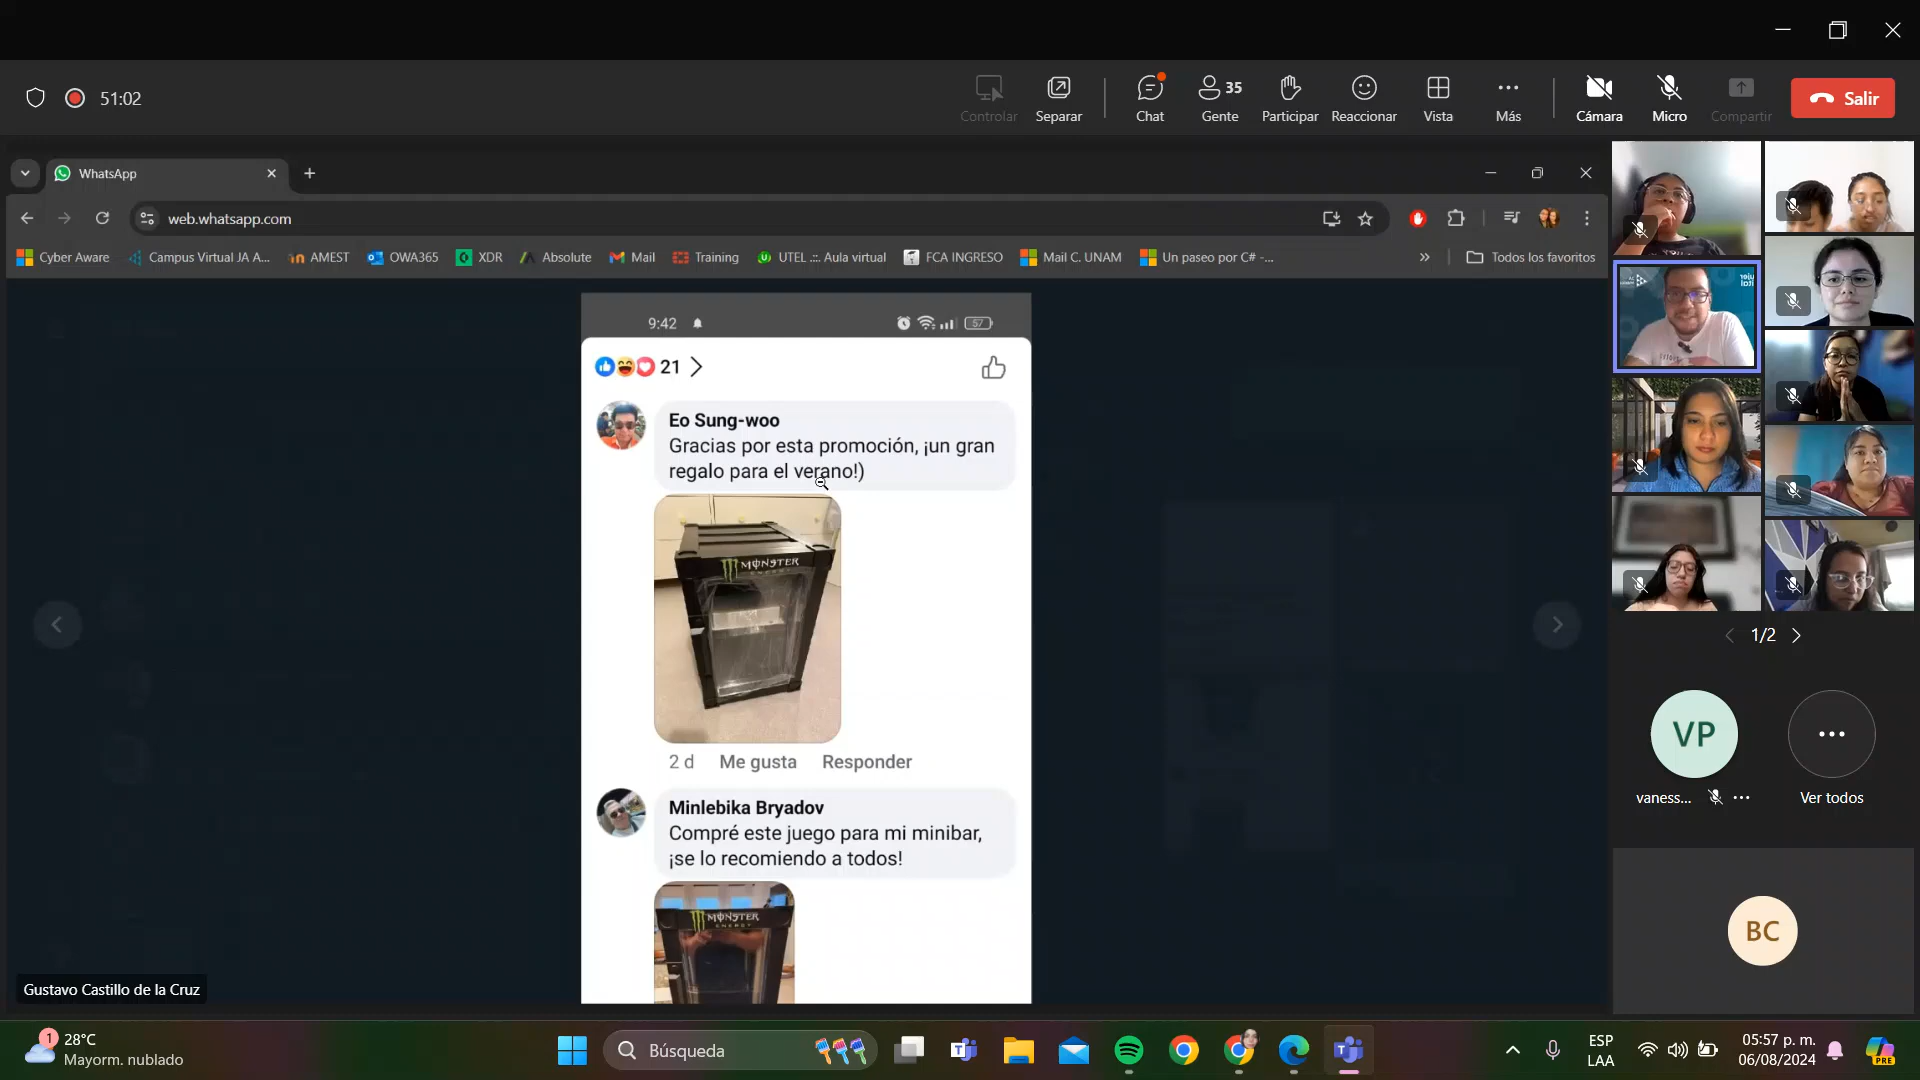 51:02
Controlar
Separar
Chat
35
Gente
Participar
Reaccionar
Vista
Más
Cámara
Micro
Compartir
Salir
WhatsApp
web.whatsapp.com
Cyber Aware
Campus Virtual JA A...
AMEST
OWA365
XDR
Absolute
Mail
Training
UTEL .::. Aula virtual
FCA INGRESO
Mail C. UNAM
Un paseo por C# -...
»
Todos los favoritos
9:42
57
21
Eo Sung-woo
Gracias por esta promoción, ¡un gran
regalo para el verano!)
MONSTER
ENERGY
2 d Me gusta Responder
Minlebika Bryadov
Compré este juego para mi minibar,
¡se lo recomiendo a todos!
MONSTER
ENERGY
Gustavo Castillo de la Cruz
1/2
VP
vaness...
Ver todos
BC
1
28°C
Mayorm. nublado
Búsqueda
ESP
LAA
05:57 p. m.
06/08/2024
PRE